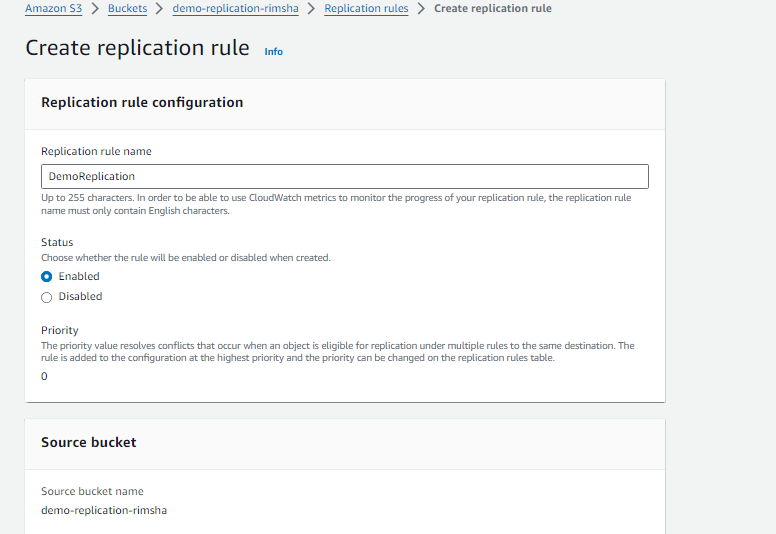 Amazon S3 > Buckets > demo-replication-rimsha > Replication rules > Create replication rule
Create replication rule Info
Replication rule configuration
Replication rule name
DemoReplication
Up to 255 characters. In order to be able to use CloudWatch metrics to monitor the progress of your replication rule, the replication rule
name must only contain English characters.
Status
Choose whether the rule will be enabled or disabled when created.
Enabled
Disabled
Priority
The priority value resolves conflicts that occur when an object is eligible for replication under multiple rules to the same destination. The
rule is added to the configuration at the highest priority and the priority can be changed on the replication rules table.
0
Source bucket
Source bucket name
demo-replication-rimsha